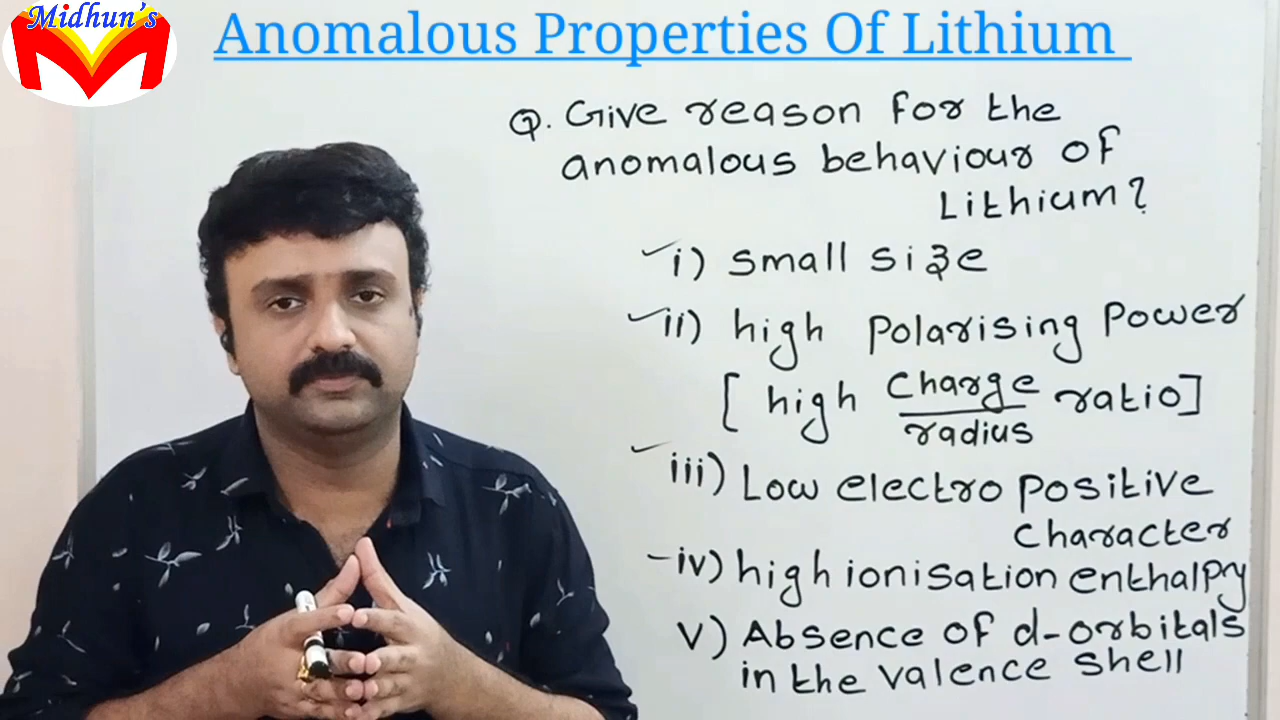 Midhun's
Anomalous Properties Of Lithium
Q. Give reason for the
anomalous behaviour of
Lithium?
i) small size
ii) high polarising power
[ high charge/radius ratio]
iii) Low electro positive
character
iv) high ionisation enthalpy
v) Absence of d-orbitals
in the valence shell